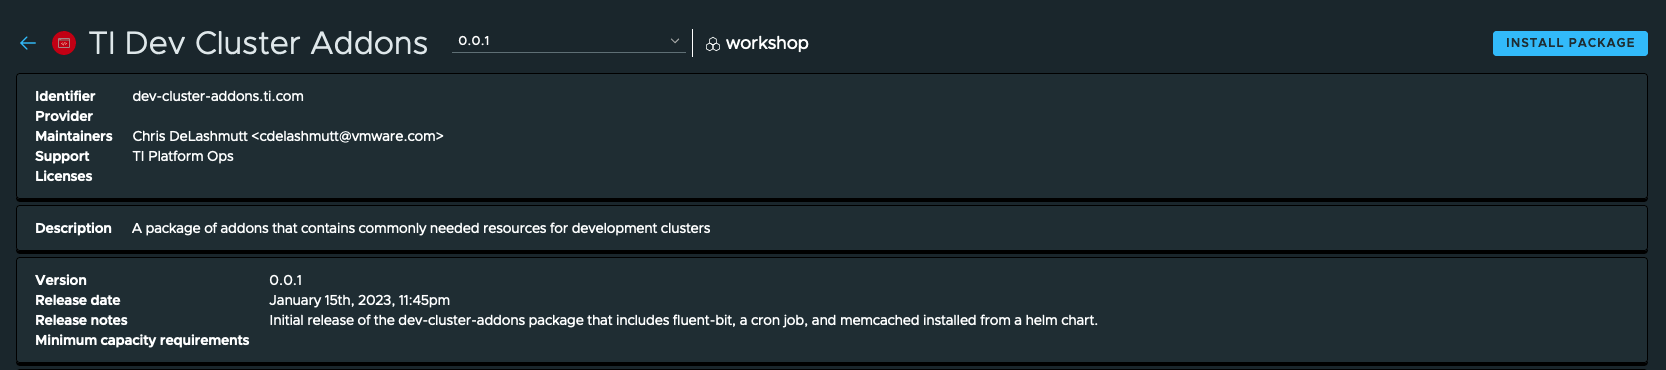 TI Dev Cluster Addons 0.0.1 workshop INSTALL PACKAGE
Identifier dev-cluster-addons.ti.com
Provider
Maintainers Chris DeLashmutt <cdelashmutt@vmware.com>
Support TI Platform Ops
Licenses
Description A package of addons that contains commonly needed resources for development clusters
Version 0.0.1
Release date January 15th, 2023, 11:45pm
Release notes Initial release of the dev-cluster-addons package that includes fluent-bit, a cron job, and memcached installed from a helm chart.
Minimum capacity requirements